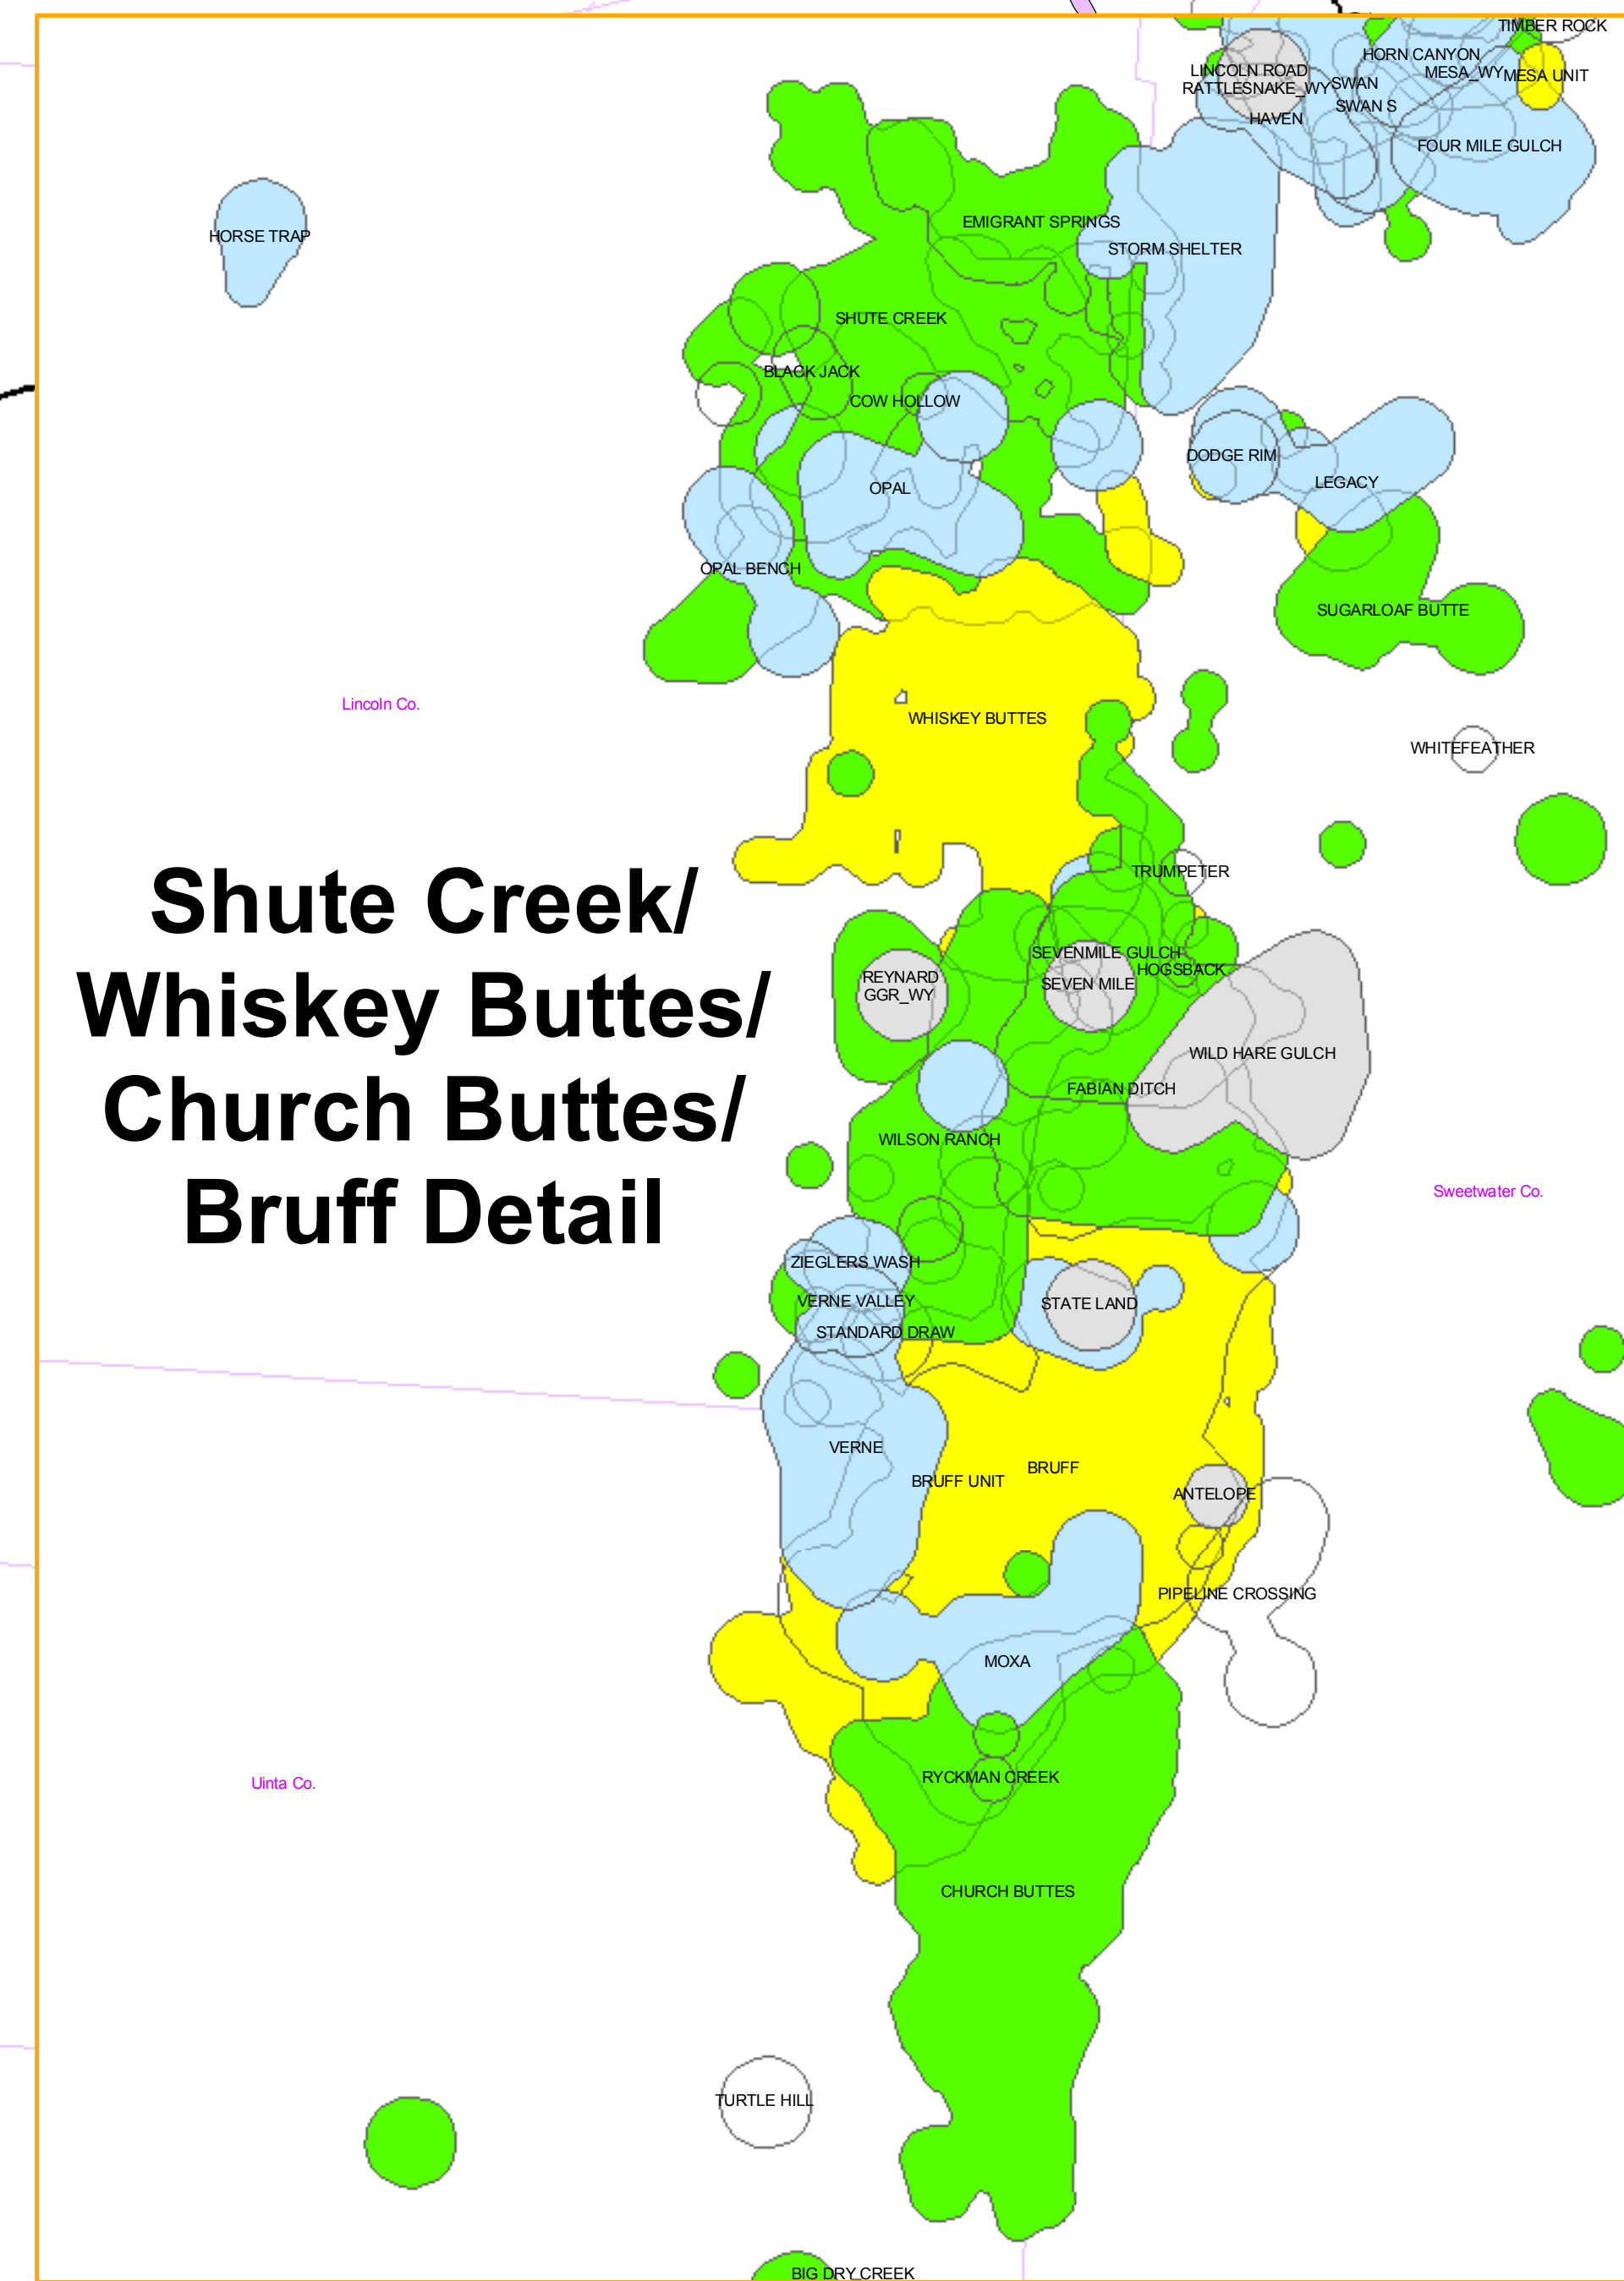 TIMBER ROCK
HORN CANYON
LINCOLN ROAD
MESA_WY
MESA UNIT
RATTLESNAKE_WY
SWAN
SWAN S
HAVEN
FOUR MILE GULCH
HORSE TRAP
EMIGRANT SPRINGS
STORM SHELTER
SHUTE CREEK
BLACK JACK
COW HOLLOW
DODGE RIM
LEGACY
OPAL
OPAL BENCH
SUGARLOAF BUTTE
Lincoln Co.
WHISKEY BUTTES
WHITEFEATHER
Shute Creek/
Whiskey Buttes/
Church Buttes/
Bruff Detail
TRUMPETER
SEVENMILE GULCH
HOGSBACK
REYNARD
GGR_WY
SEVEN MILE
WILD HARE GULCH
FABIAN DITCH
WILSON RANCH
Sweetwater Co.
ZIEGLERS WASH
VERNE VALLEY
STATE LAND
STANDARD DRAW
VERNE
BRUFF UNIT
BRUFF
ANTELOPE
PIPELINE CROSSING
MOXA
RYCKMAN CREEK
Uinta Co.
CHURCH BUTTES
TURTLE HILL
BIG DRY CREEK